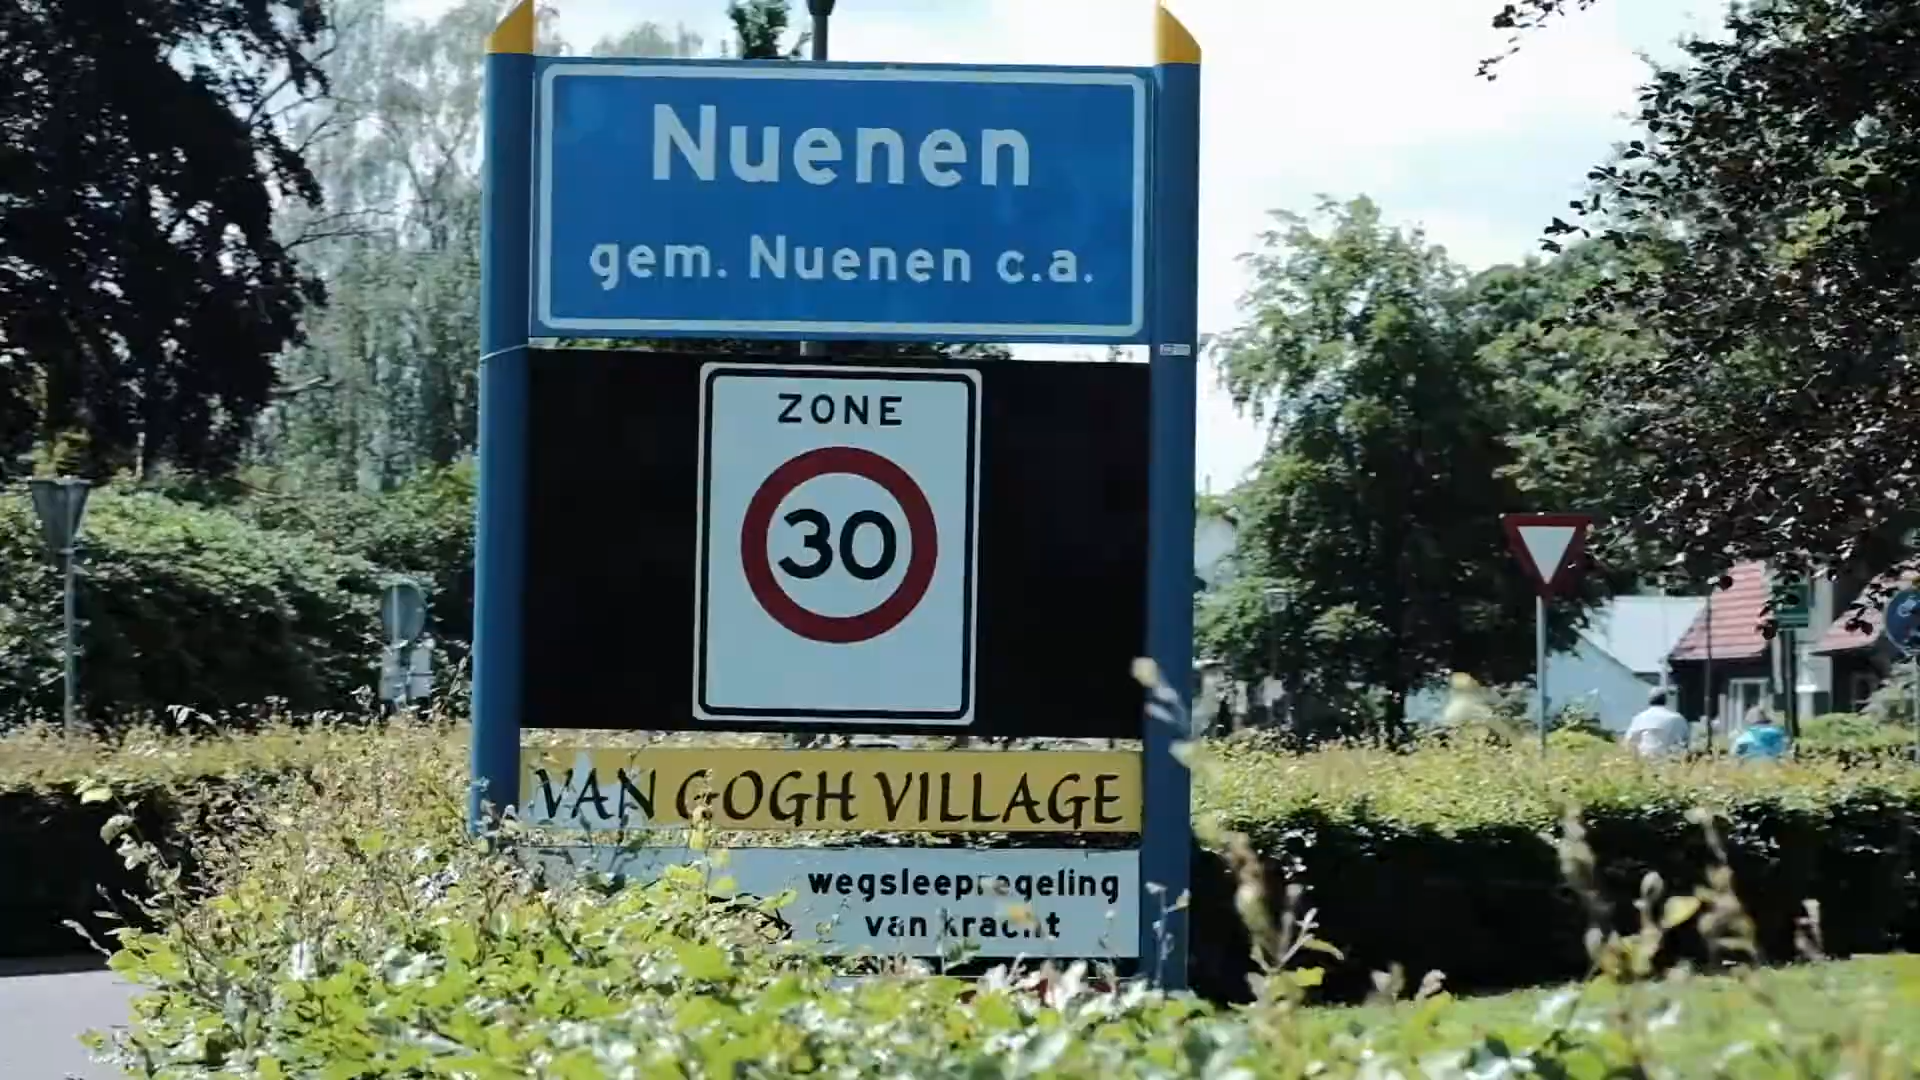 Nuenen
gem. Nuenen c.a.
ZONE
30
VAN GOGH VILLAGE
wegsleepregeling
van kracht